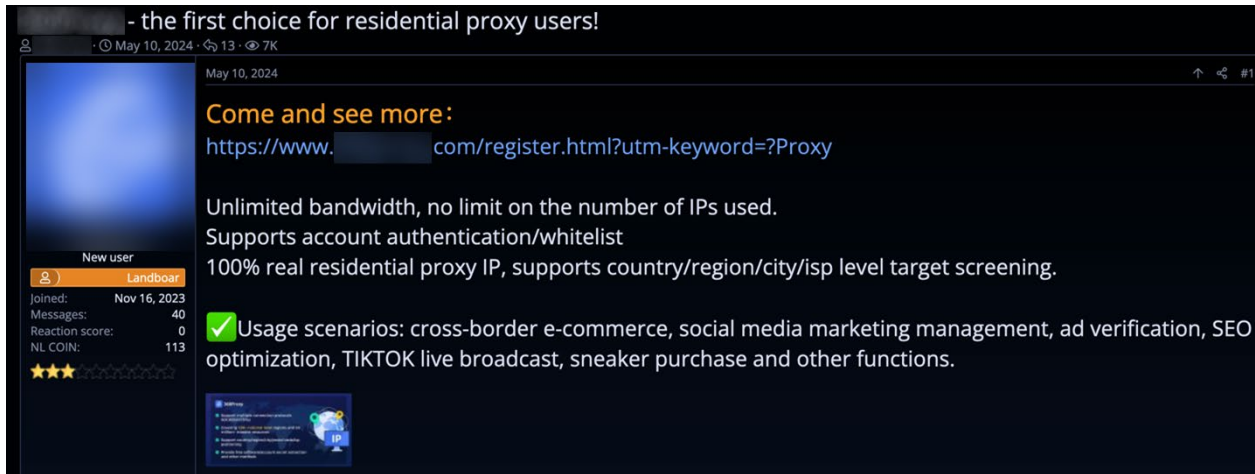 - the first choice for residential proxy users!
· May 10, 2024 · 13 · 7K
May 10, 2024
#1
Come and see more:
https://www. com/register.html?utm-keyword=?Proxy
Unlimited bandwidth, no limit on the number of IPs used.
Supports account authentication/whitelist
100% real residential proxy IP, supports country/region/city/isp level target screening.
✅Usage scenarios: cross-border e-commerce, social media marketing management, ad verification, SEO
optimization, TIKTOK live broadcast, sneaker purchase and other functions.
New user
Landboar
Joined: Nov 16, 2023
Messages: 40
Reaction score: 0
NL COIN: 113
IP